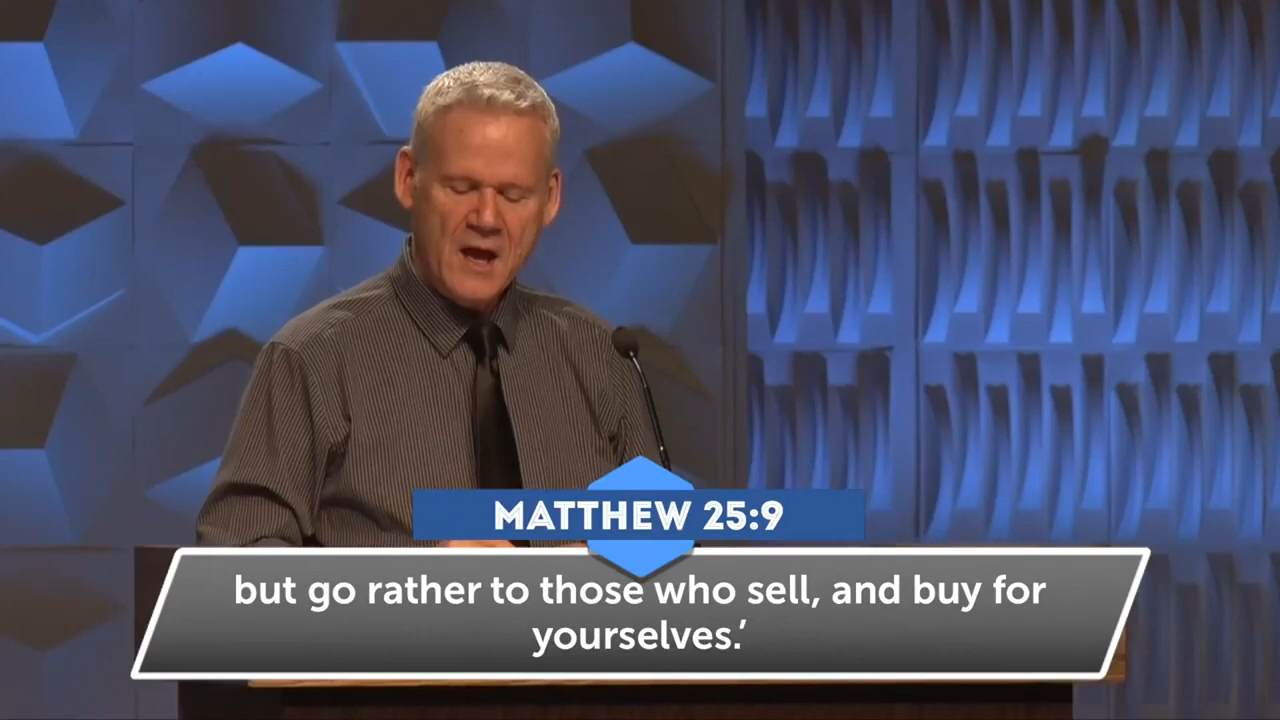 MATTHEW 25:9
but go rather to those who sell, and buy for
yourselves.’